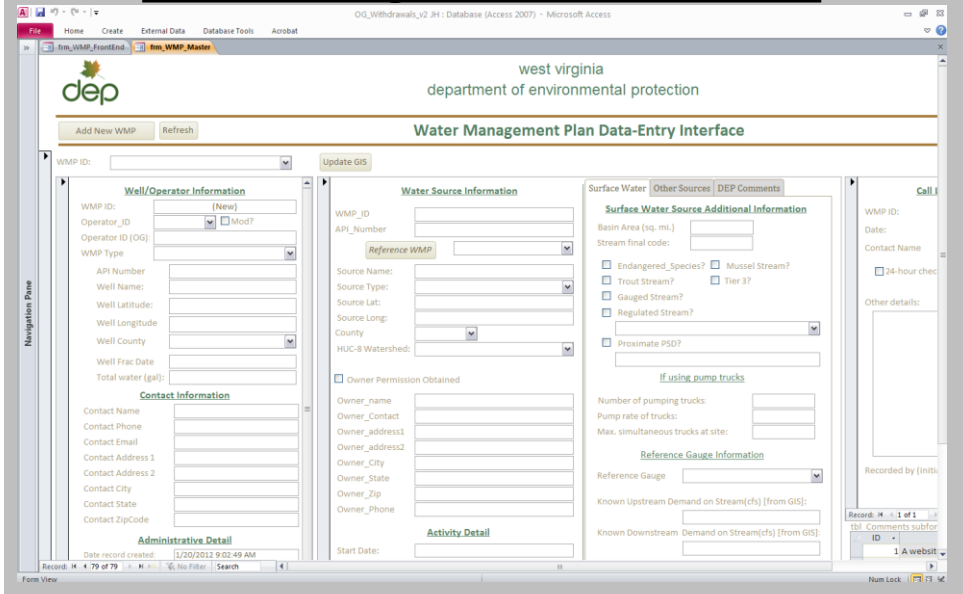 OG_Withdrawals_v2 JH : Database (Access 2007) - Microsoft Access
File Home Create External Data Database Tools Acrobat
frm_WMP_FrontEnd frm_WMP_Master
dep
west virginia
department of environmental protection
Add New WMP Refresh
Water Management Plan Data-Entry Interface
WMP ID:
Update GIS
Navigation Pane
Well/Operator Information
WMP ID: (New)
Operator_ID Mod?
Operator ID (OG):
WMP Type
API Number
Well Name:
Well Latitude:
Well Longitude
Well County
Well Frac Date
Total water (gal):
Contact Information
Contact Name
Contact Phone
Contact Email
Contact Address 1
Contact Address 2
Contact City
Contact State
Contact ZipCode
Administrative Detail
Date record created: 1/20/2012 9:02:49 AM
Water Source Information
WMP_ID
API_Number
Reference WMP
Source Name:
Source Type:
Source Lat:
Source Long:
County
HUC-8 Watershed:
Owner Permission Obtained
Owner_name
Owner_Contact
Owner_address1
Owner_address2
Owner_City
Owner_State
Owner_Zip
Owner_Phone
Activity Detail
Start Date:
Surface Water Other Sources DEP Comments
Surface Water Source Additional Information
Basin Area (sq. mi.)
Stream final code:
Endangered_Species? Mussel Stream?
Trout Stream? Tier 3?
Gauged Stream?
Regulated Stream?
Proximate PSD?
If using pump trucks
Number of pumping trucks:
Pump rate of trucks:
Max. simultaneous trucks at site:
Reference Gauge Information
Reference Gauge
Known Upstream Demand on Stream(cfs) [from GIS]:
Known Downstream Demand on Stream(cfs) [from GIS]:
Call
WMP ID:
Date:
Contact Name
24-hour chec
Other details:
Recorded by (initi
Record: 1 of 1
tbl_Comments subfor
ID
1 A websit
Record: 79 of 79 No Filter Search
Form View
Num Lock